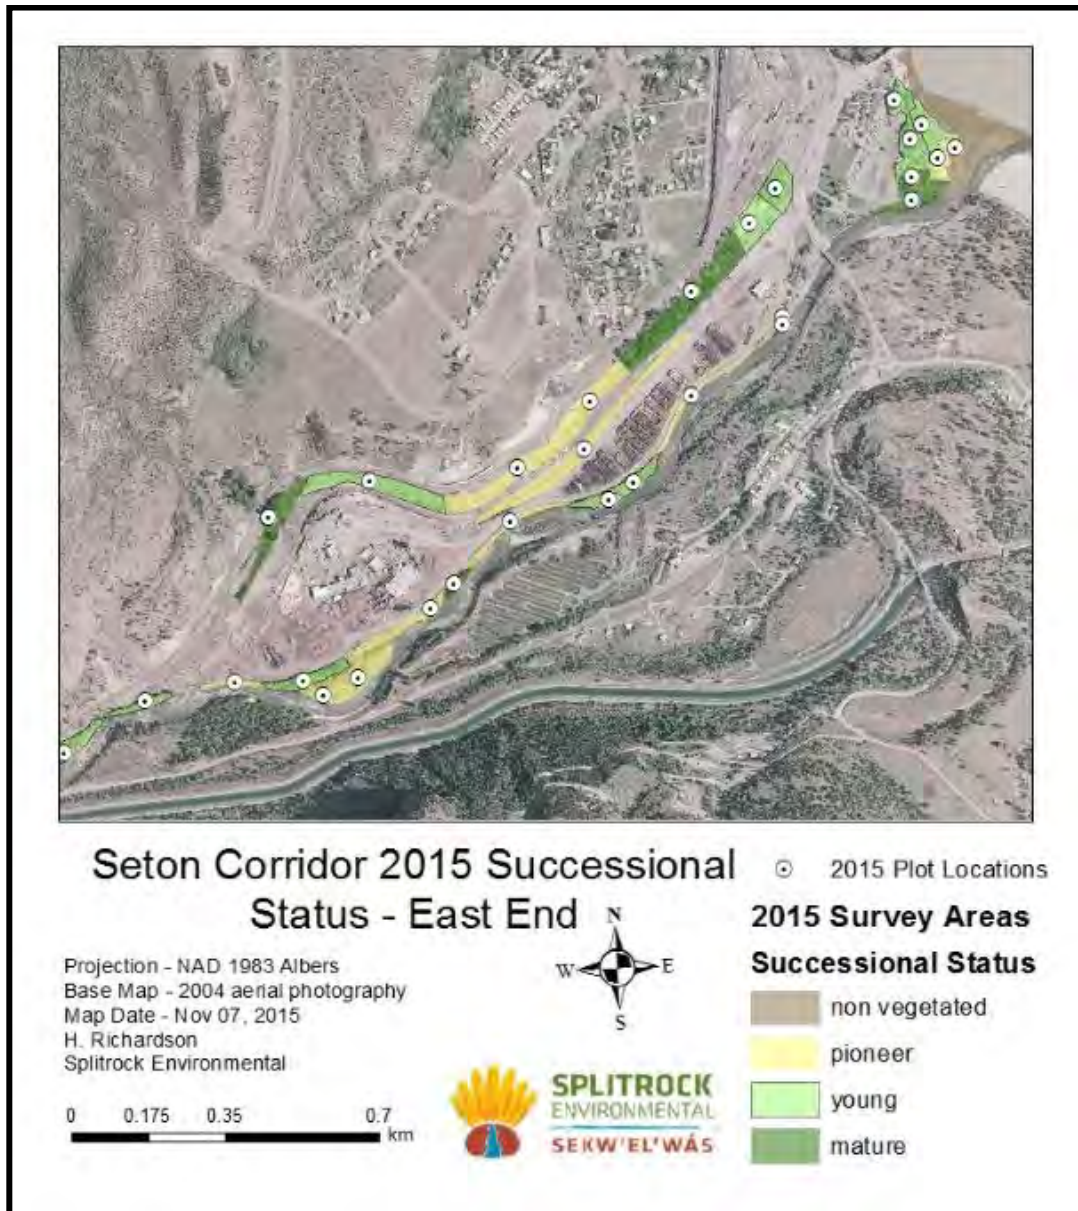 Seton Corridor 2015 Successional
Status - East End
Projection - NAD 1983 Albers
Base Map - 2004 aerial photography
Map Date - Nov 07, 2015
H. Richardson
Splitrock Environmental
0 0.175 0.35 0.7
km
N
W E
S
SPLITROCK
ENVIRONMENTAL
SEKW'EL'WÁS
2015 Plot Locations
2015 Survey Areas
Successional Status
non vegetated
pioneer
young
mature